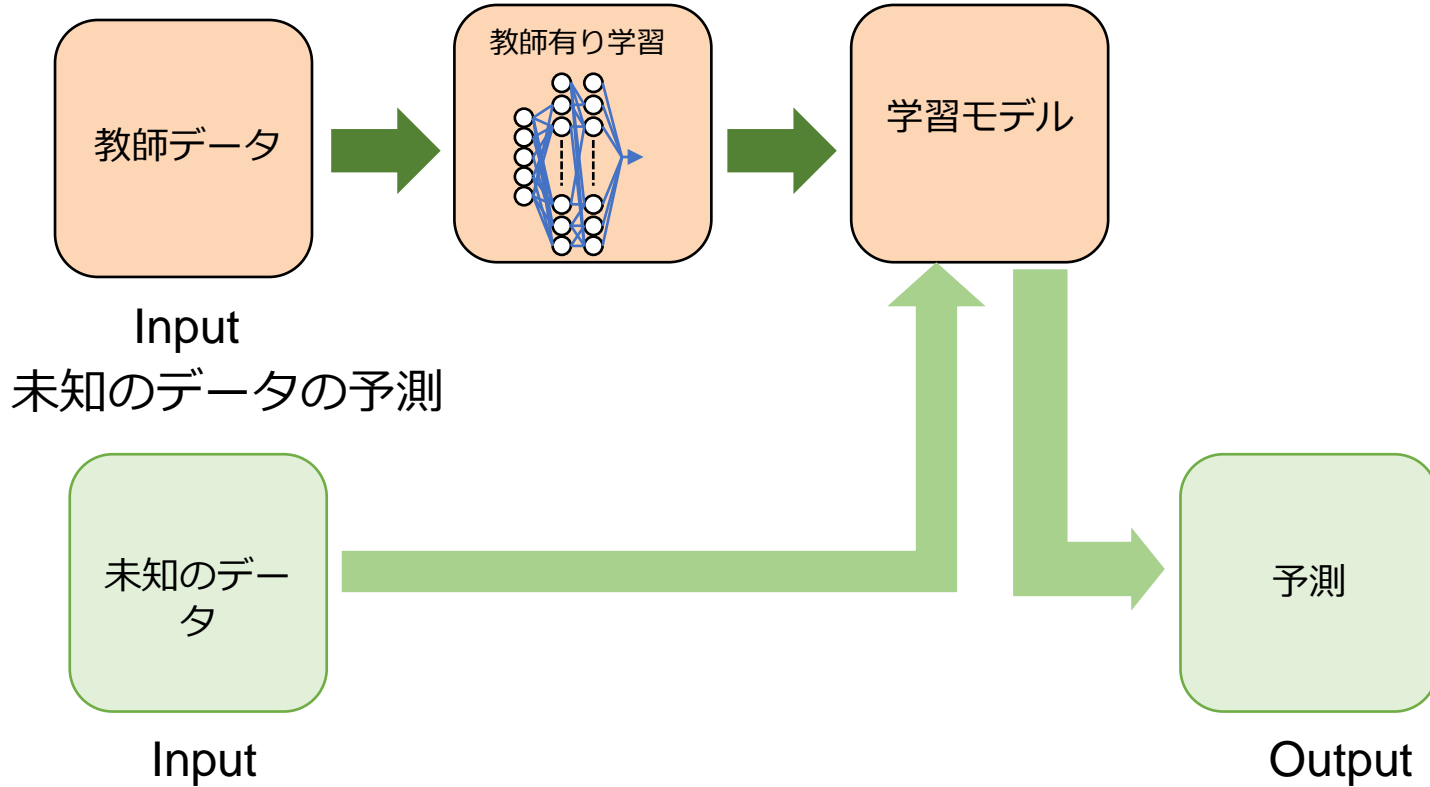 教師データ
教師有り学習
学習モデル
Input
未知のデータの予測
未知のデー
タ
予測
Input
Output